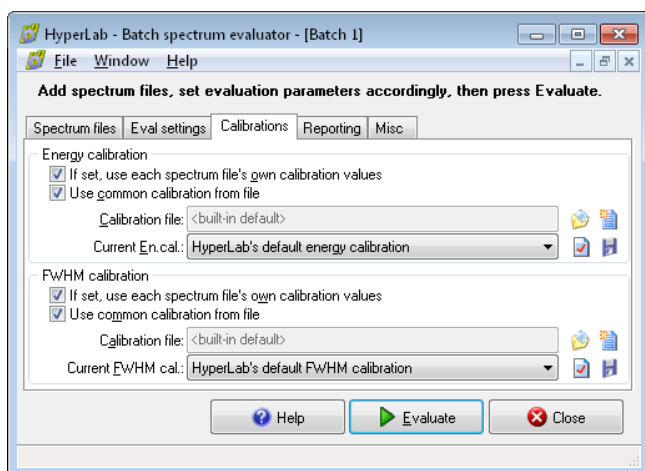 HyperLab - Batch spectrum evaluator - [Batch 1]
File Window Help
Add spectrum files, set evaluation parameters accordingly, then press Evaluate.
Spectrum files Eval settings Calibrations Reporting Misc
Energy calibration
If set, use each spectrum file's own calibration values
Use common calibration from file
Calibration file: <built-in default>
Current En.cal.: HyperLab's default energy calibration
FWHM calibration
If set, use each spectrum file's own calibration values
Use common calibration from file
Calibration file: <built-in default>
Current FWHM cal.: HyperLab's default FWHM calibration
Help Evaluate Close